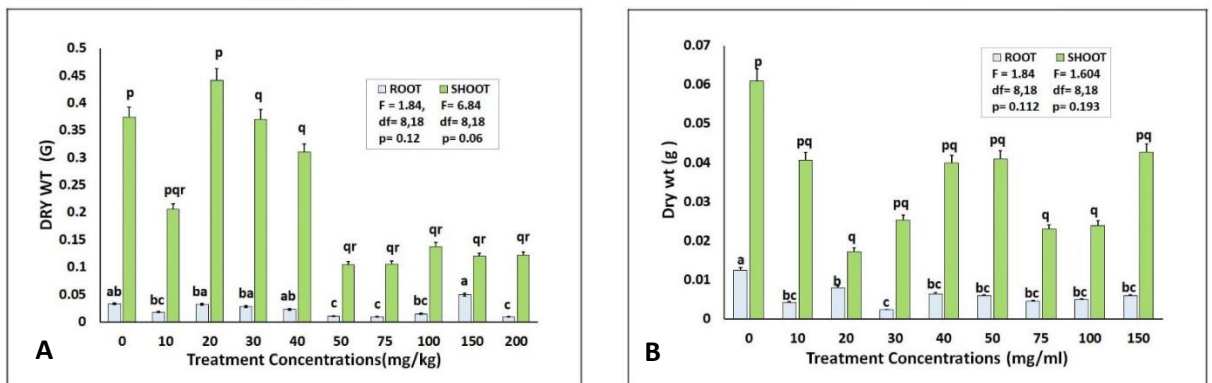 0.5
0.45
0.4
0.35
0.3
0.25
0.2
0.15
0.1
0.05
0
DRY WT (G)
p
pqr
p
q
q
qr
qr
qr
qr
qr
ab
bc
ba
ba
ab
c
c
bc
a
c
ROOT SHOOT
F = 1.84, F = 6.84
df= 8,18 df= 8,18
p= 0.12 p= 0.06
0 10 20 30 40 50 75 100 150 200
Treatment Concentrations(mg/kg)
A
0.07
0.06
0.05
0.04
0.03
0.02
0.01
0
Dry wt (g)
p
pq
q
pq
pq
pq
q
q
pq
a
bc
b
c
bc
bc
bc
bc
bc
ROOT SHOOT
F = 1.84 F = 1.604
df= 8,18 df= 8,18
p= 0.112 p= 0.193
0 10 20 30 40 50 75 100 150
Treatment Concentrations (mg/ml)
B